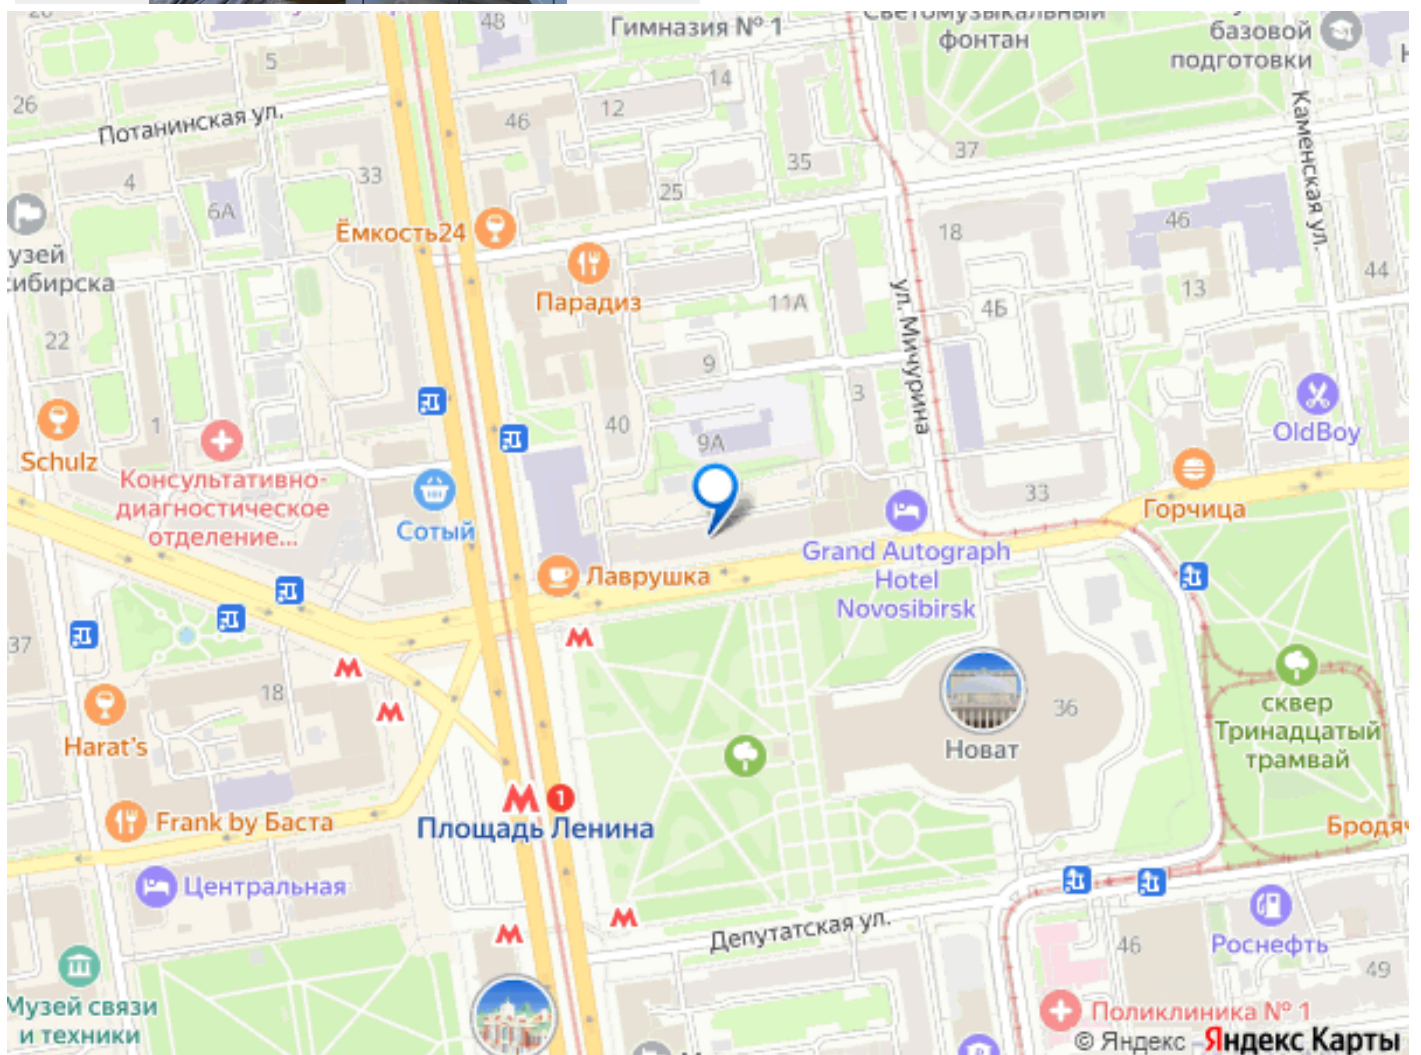 48
Гимназия № 1
Светомузыкальный
фонтан
базовой
подготовки
5
14
26
12
46
Потанинская ул.
Каменская ул.
37
35
33
4
25
6А
46
18
Ёмкость24
44
сибирска
13
Парадиз
11А
4Б
ул. Мичурина
22
9
3
40
1
9А
OldBoy
Schulz
Консультативно-
диагностическое
отделение...
33
Горчица
Сотый
Grand Autograph
Hotel
Novosibirsk
Лаврушка
37
18
36
сквер
Тринадцатый
трамвай
Harat's
Новат
М 1
Площадь Ленина
Frank by Баста
Центральная
Депутатская ул.
46
Роснефть
49
Музей связи
и техники
Поликлиника № 1
© Яндекс Яндекс Карты